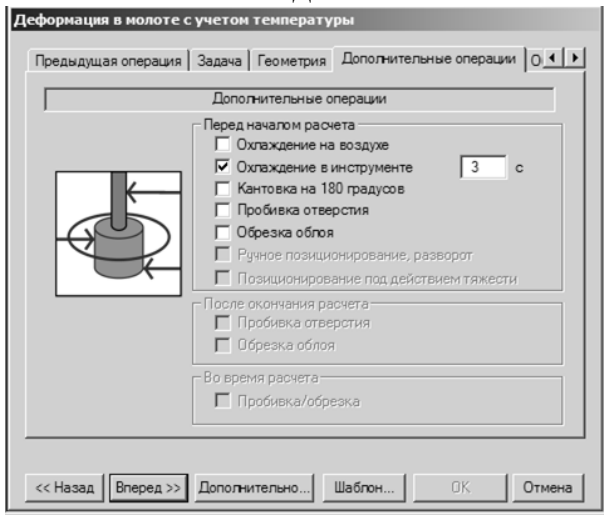 Деформация в молоте с учетом температуры
Предыдущая операция Задача Геометрия Дополнительные операции О
Дополнительные операции
Перед началом расчета
Охлаждение на воздухе
Охлаждение в инструменте 3 с
Кантовка на 180 градусов
Пробивка отверстия
Обрезка облоя
Ручное позиционирование, разворот
Позиционирование под действием тяжести
После окончания расчета
Пробивка отверстия
Обрезка облоя
Во время расчета
Пробивка/обрезка
<< Назад Вперед >> Дополнительно... Шаблон... OK Отмена